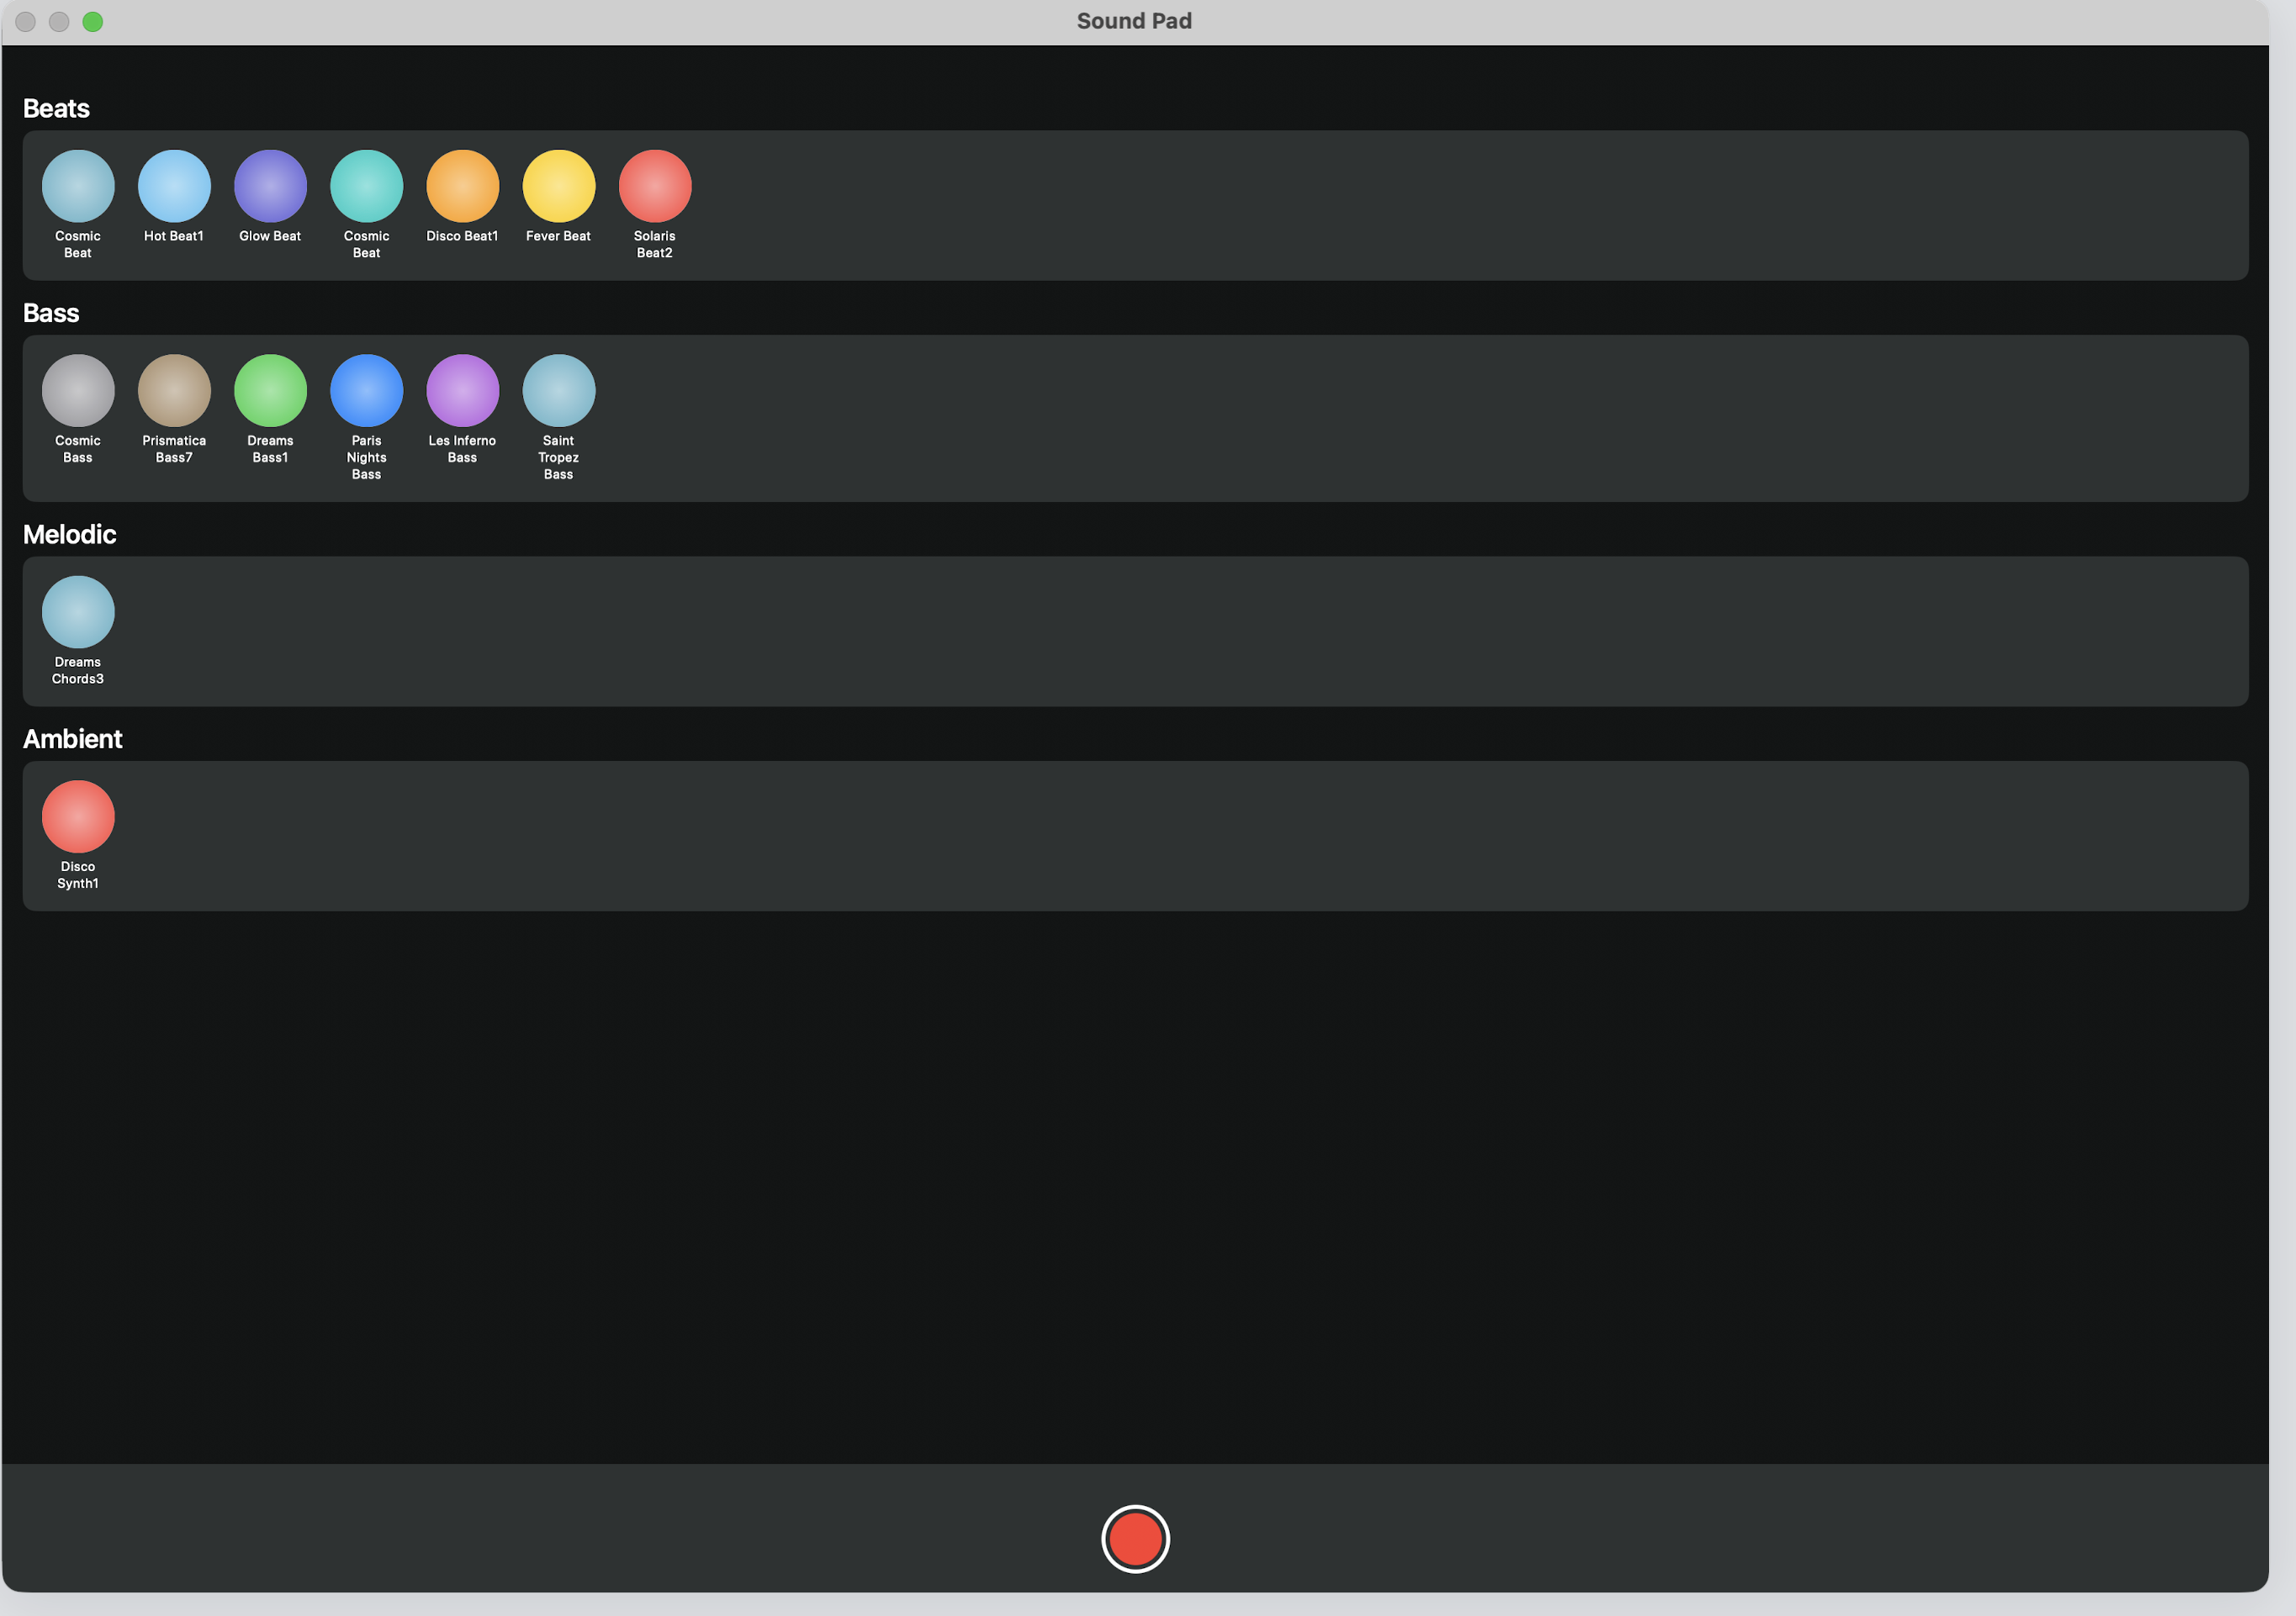 Sound Pad
Beats
Cosmic
Beat
Hot Beat1
Glow Beat
Cosmic
Beat
Disco Beat1
Fever Beat
Solaris
Beat2
Bass
Cosmic
Bass
Prismatica
Bass7
Dreams
Bass1
Paris
Nights
Bass
Les Inferno
Bass
Saint
Tropez
Bass
Melodic
Dreams
Chords3
Ambient
Disco
Synth1